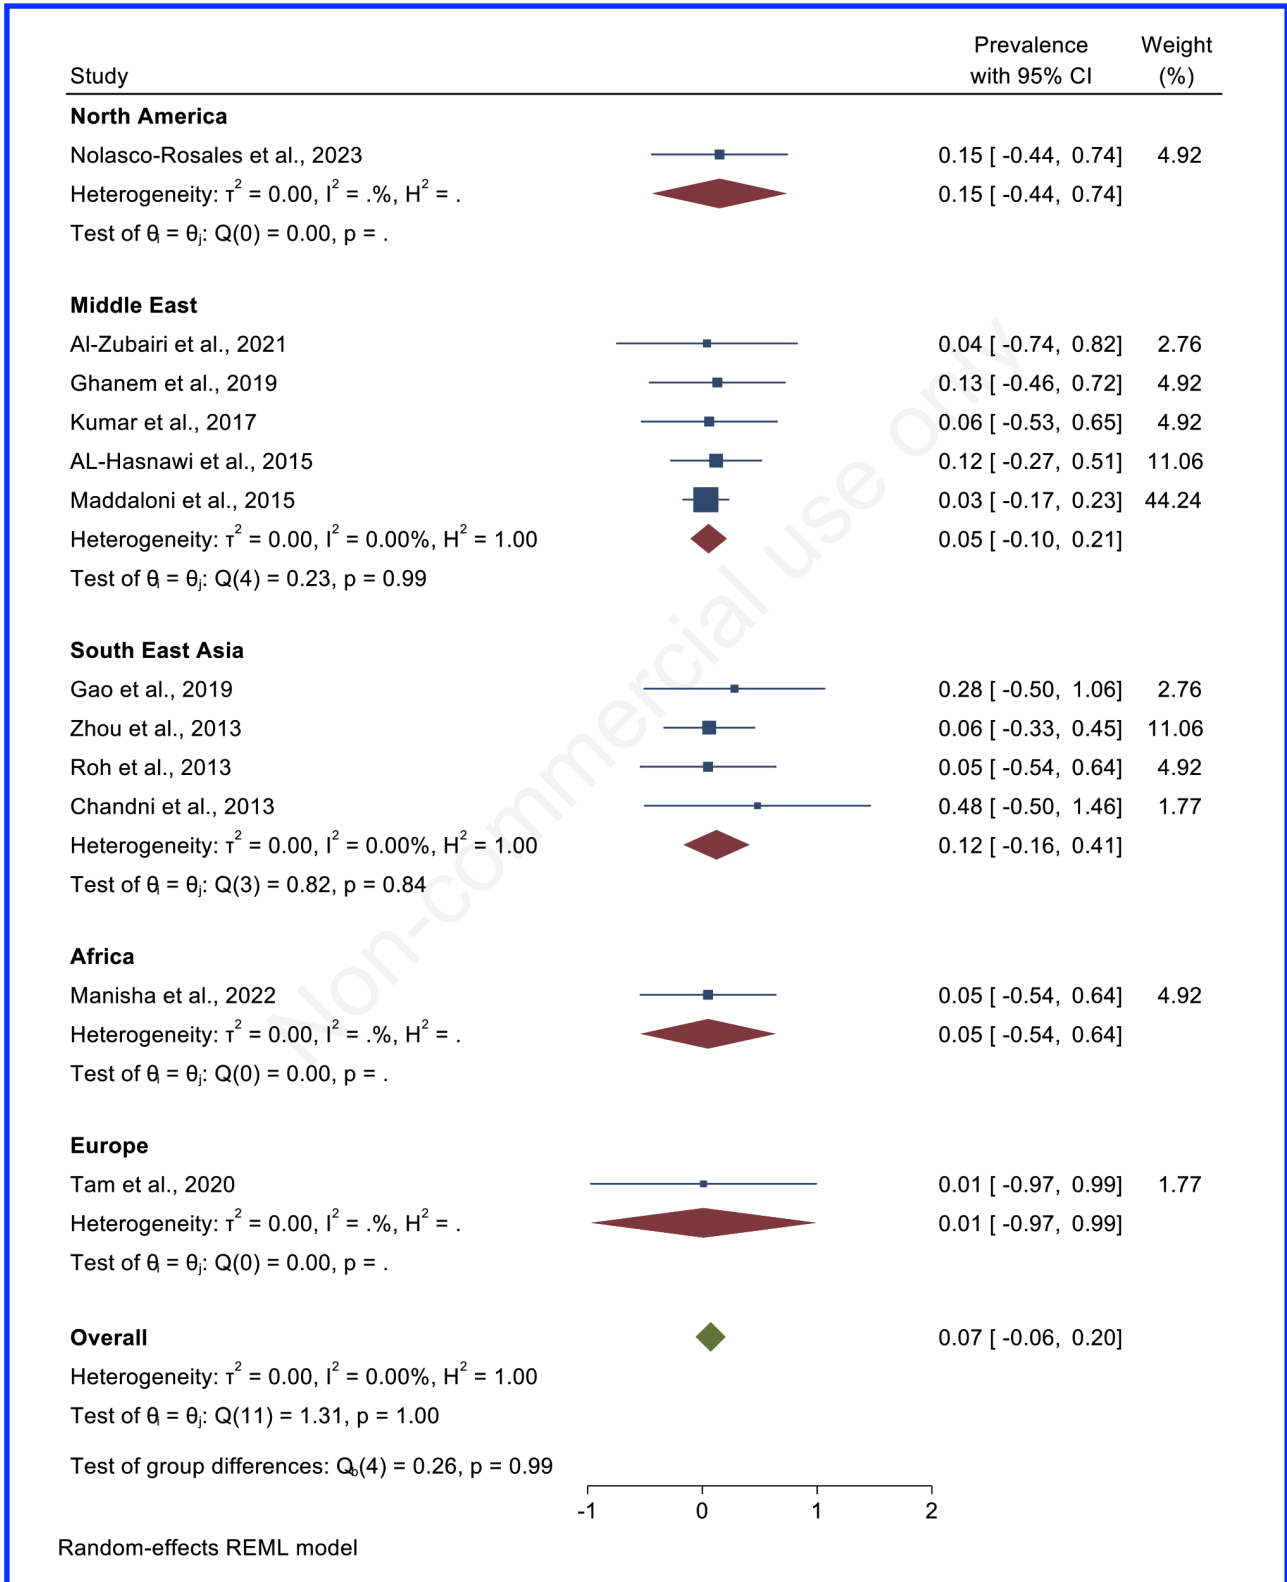 Prevalence Weight
Study with 95% CI (%)
North America
Nolasco-Rosales et al., 2023 0.15 [ -0.44, 0.74] 4.92
Heterogeneity: τ² = 0.00, I² = .%, H² = . 0.15 [ -0.44, 0.74]
Test of θᵢ = θⱼ: Q(0) = 0.00, p = .
Middle East
Al-Zubairi et al., 2021 0.04 [ -0.74, 0.82] 2.76
Ghanem et al., 2019 0.13 [ -0.46, 0.72] 4.92
Kumar et al., 2017 0.06 [ -0.53, 0.65] 4.92
AL-Hasnawi et al., 2015 0.12 [ -0.27, 0.51] 11.06
Maddaloni et al., 2015 0.03 [ -0.17, 0.23] 44.24
Heterogeneity: τ² = 0.00, I² = 0.00%, H² = 1.00 0.05 [ -0.10, 0.21]
Test of θᵢ = θⱼ: Q(4) = 0.23, p = 0.99
South East Asia
Gao et al., 2019 0.28 [ -0.50, 1.06] 2.76
Zhou et al., 2013 0.06 [ -0.33, 0.45] 11.06
Roh et al., 2013 0.05 [ -0.54, 0.64] 4.92
Chandni et al., 2013 0.48 [ -0.50, 1.46] 1.77
Heterogeneity: τ² = 0.00, I² = 0.00%, H² = 1.00 0.12 [ -0.16, 0.41]
Test of θᵢ = θⱼ: Q(3) = 0.82, p = 0.84
Africa
Manisha et al., 2022 0.05 [ -0.54, 0.64] 4.92
Heterogeneity: τ² = 0.00, I² = .%, H² = . 0.05 [ -0.54, 0.64]
Test of θᵢ = θⱼ: Q(0) = 0.00, p = .
Europe
Tam et al., 2020 0.01 [ -0.97, 0.99] 1.77
Heterogeneity: τ² = 0.00, I² = .%, H² = . 0.01 [ -0.97, 0.99]
Test of θᵢ = θⱼ: Q(0) = 0.00, p = .
Overall 0.07 [ -0.06, 0.20]
Heterogeneity: τ² = 0.00, I² = 0.00%, H² = 1.00
Test of θᵢ = θⱼ: Q(11) = 1.31, p = 1.00
Test of group differences: Q_b(4) = 0.26, p = 0.99
-1 0 1 2
Random-effects REML model
Non-commercial use only